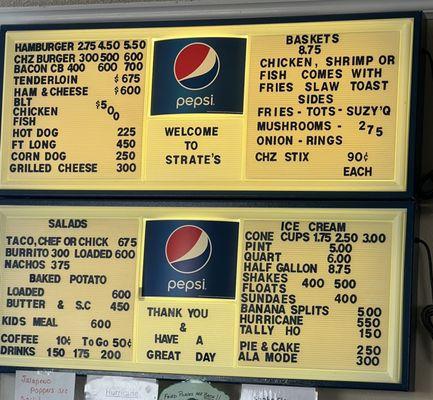 HAMBURGER 2.75 4.50 5.50
CHZ BURGER 300 500 600
BACON CB 400 600 700
TENDERLOIN $ 675
HAM & CHEESE $600
BLT
CHICKEN $500
FISH
HOT DOG 225
FT LONG 450
CORN DOG 250
GRILLED CHEESE 300
pepsi
WELCOME
TO
STRATE'S
BASKETS
8.75
CHICKEN, SHRIMP OR
FISH COMES WITH
FRIES SLAW TOAST
SIDES
FRIES - TOTS - SUZY'Q
MUSHROOMS - 275
ONION - RINGS
CHZ STIX 90¢
EACH
SALADS
TACO, CHEF OR CHICK 675
BURRITO 300 LOADED 600
NACHOS 375
BAKED POTATO
LOADED 600
BUTTER & S.C 450
KIDS MEAL 600
COFFEE 10¢ To Go 50¢
DRINKS 150 175 200
pepsi
THANK YOU
&
HAVE A
GREAT DAY
ICE CREAM
CONE CUPS 1.75 2.50 3.00
PINT 5.00
QUART 6.00
HALF GALLON 8.75
SHAKES 400 500
FLOATS
SUNDAES 400
BANANA SPLITS 500
HURRICANE 550
TALLY HO 150
PIE & CAKE 250
ALA MODE 300
Jalapeno
Poppers are
Hurricane